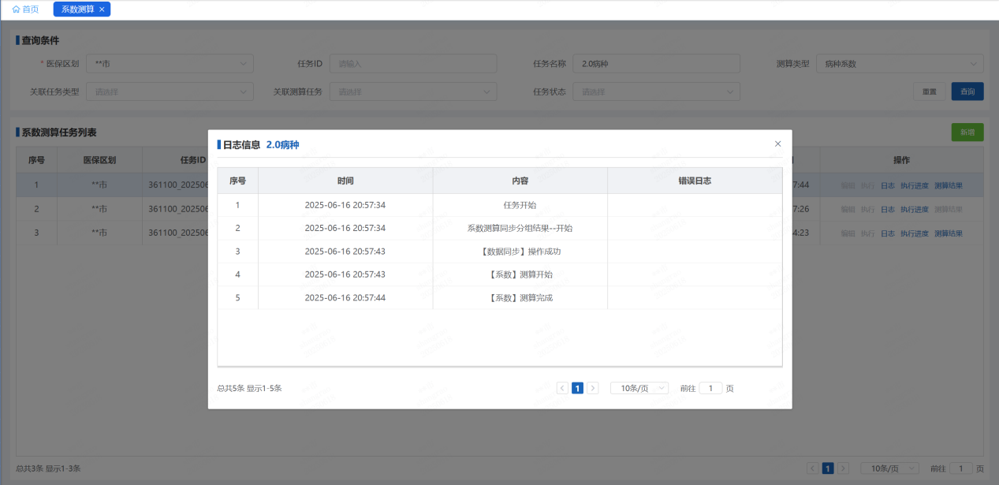 首页 系数测算 ×
查询条件
* 医保区划 **市 任务ID 请输入 任务名称 2.0病种 测算类型 病种系数
关联任务类型 请选择 关联测算任务 请选择 任务状态 请选择 重置 查询
系数测算任务列表 新增
序号 医保区划 任务ID 操作
1 **市 361100_202506 7:44 编辑 执行 日志 执行进度 测算结果
2 **市 361100_202506 7:26 编辑 执行 日志 执行进度 测算结果
3 **市 361100_202506 4:23 编辑 执行 日志 执行进度 测算结果
日志信息 2.0病种
序号 时间 内容 错误日志
1 2025-06-16 20:57:34 任务开始
2 2025-06-16 20:57:34 系数测算同步分组结果--开始
3 2025-06-16 20:57:43 【数据同步】操作成功
4 2025-06-16 20:57:43 【系数】测算开始
5 2025-06-16 20:57:44 【系数】测算完成
总共5条 显示1-5条 1 10条/页 前往 1 页
总共3条 显示1-3条 1 10条/页 前往 1 页